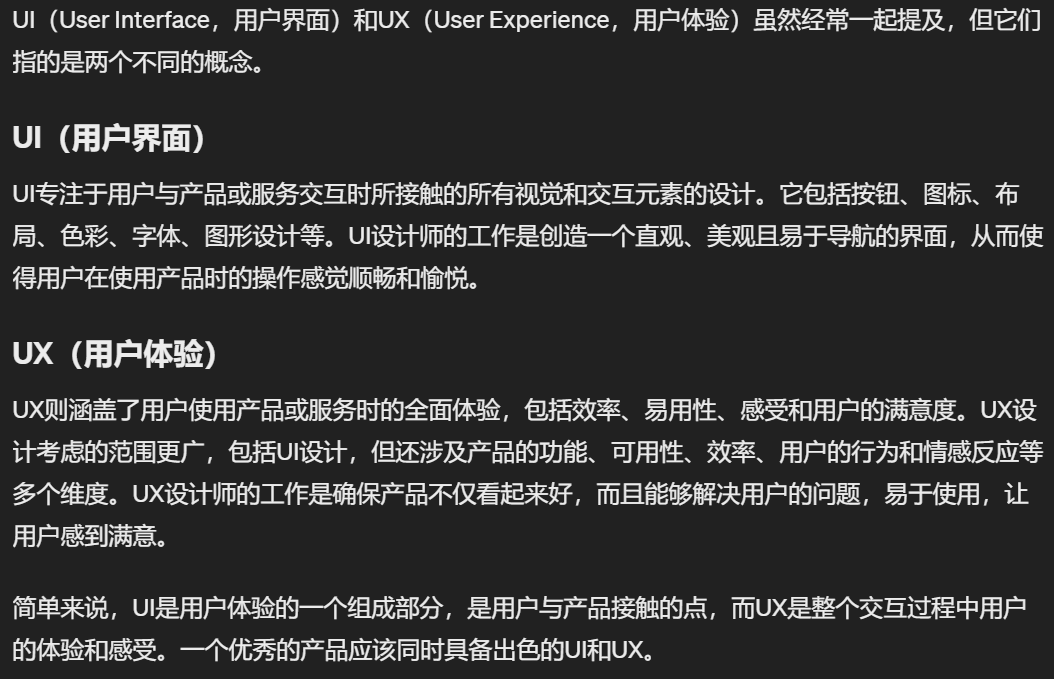 UI（User Interface，用户界面）和UX（User Experience，用户体验）虽然经常一起提及，但它们
指的是两个不同的概念。
UI（用户界面）
UI专注于用户与产品或服务交互时所接触的所有视觉和交互元素的设计。它包括按钮、图标、布
局、色彩、字体、图形设计等。UI设计师的工作是创造一个直观、美观且易于导航的界面，从而使
得用户在使用产品时的操作感觉顺畅和愉悦。
UX（用户体验）
UX则涵盖了用户使用产品或服务时的全面体验，包括效率、易用性、感受和用户的满意度。UX设
计考虑的范围更广，包括UI设计，但还涉及产品的功能、可用性、效率、用户的行为和情感反应等
多个维度。UX设计师的工作是确保产品不仅看起来好，而且能够解决用户的问题，易于使用，让
用户感到满意。
简单来说，UI是用户体验的一个组成部分，是用户与产品接触的点，而UX是整个交互过程中用户
的体验和感受。一个优秀的产品应该同时具备出色的UI和UX。